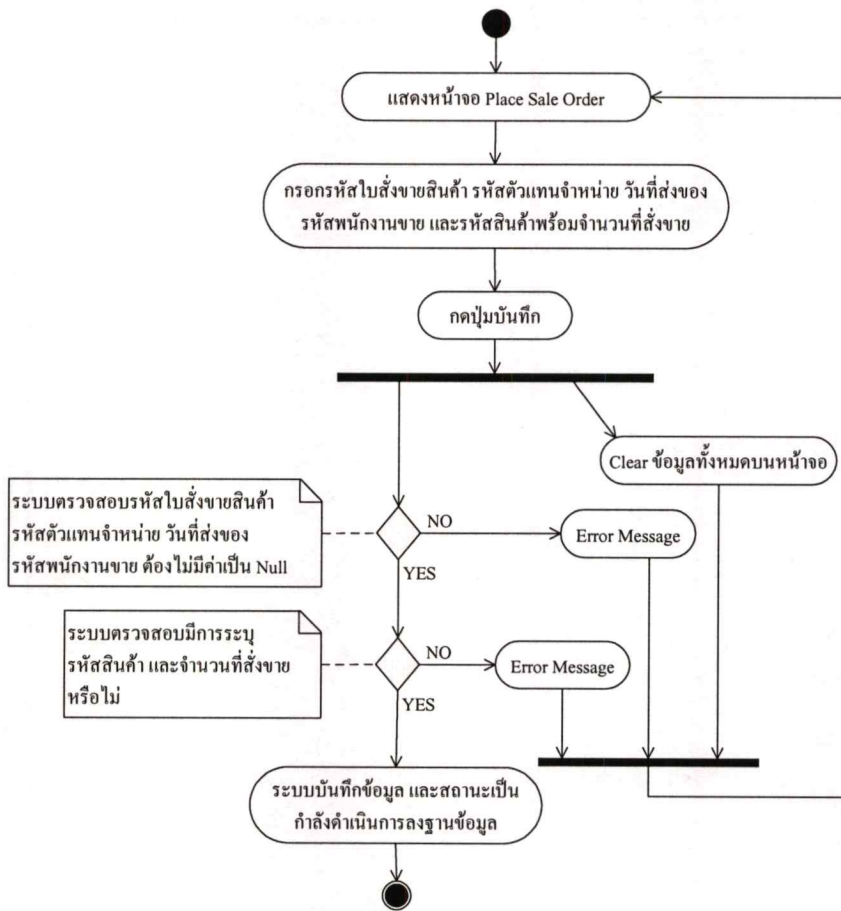 แสดงหน้าจอ Place Sale Order
กรอกรหัสใบสั่งขายสินค้า รหัสตัวแทนจำหน่าย วันที่ส่งของ
รหัสพนักงานขาย และรหัสสินค้าพร้อมจำนวนที่สั่งขาย
กดปุ่มบันทึก
Clear ข้อมูลทั้งหมดบนหน้าจอ
ระบบตรวจสอบรหัสใบสั่งขายสินค้า
รหัสตัวแทนจำหน่าย วันที่ส่งของ
รหัสพนักงานขาย ต้องไม่มีค่าเป็น Null
NO
Error Message
YES
ระบบตรวจสอบมีการระบุ
รหัสสินค้า และจำนวนที่สั่งขาย
หรือไม่
NO
Error Message
YES
ระบบบันทึกข้อมูล และสถานะเป็น
กำลังดำเนินการลงฐานข้อมูล